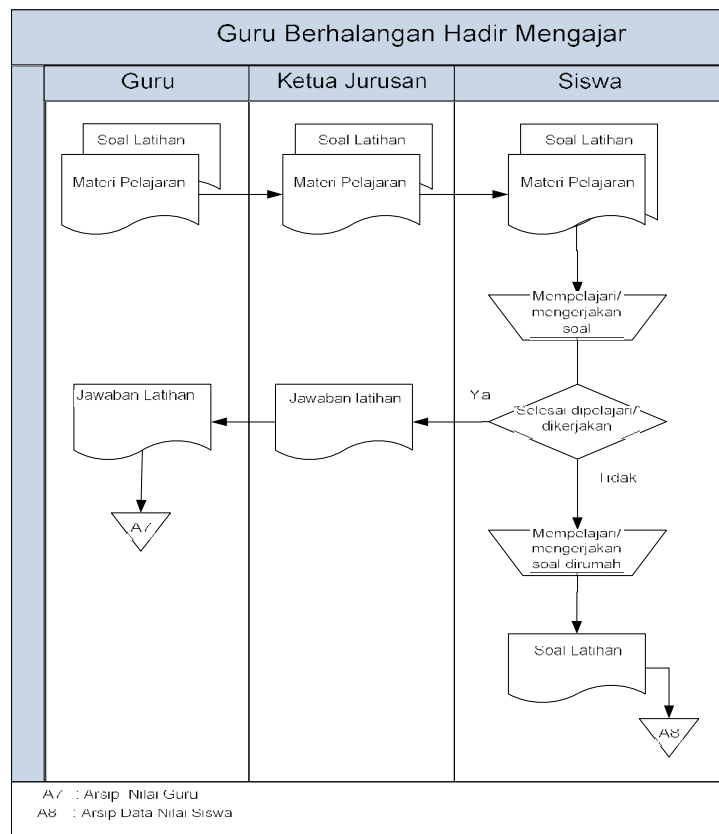 Guru Berhalangan Hadir Mengajar
Guru
Ketua Jurusan
Siswa
Soal Latihan
Materi Pelajaran
Soal Latihan
Materi Pelajaran
Soal Latihan
Materi Pelajaran
Mempelajari/
mengerjakan
soal
Jawaban Latihan
Jawaban latihan
Ya
Selesai dipelajari/
dikerjakan
Tidak
A7
Mempelajari/
mengerjakan
soal dirumah
Soal Latihan
A8
A7 : Arsip Nilai Guru
A8 : Arsip Data Nilai Siswa